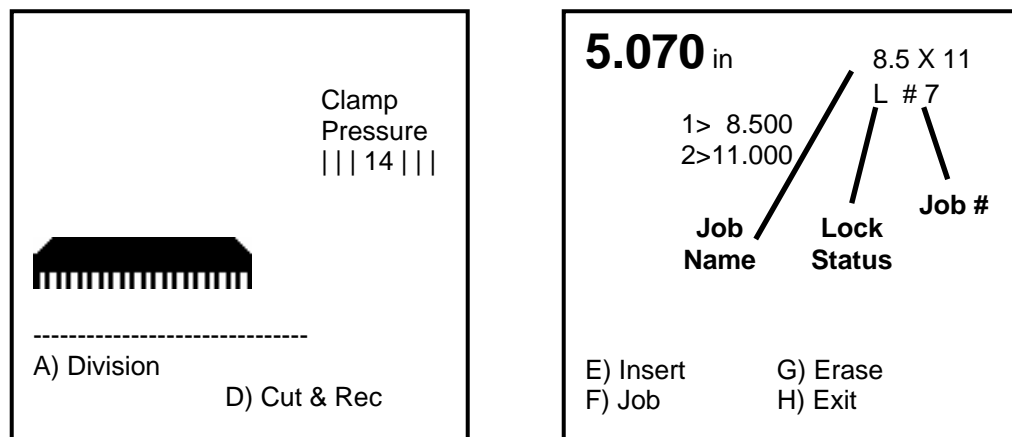 Clamp
Pressure
| | | 14 | | |
-------------------------------
A) Division
D) Cut & Rec
5.070 in
8.5 X 11
L # 7
1> 8.500
2>11.000
Job #
Job
Name
Lock
Status
E) Insert
G) Erase
F) Job
H) Exit